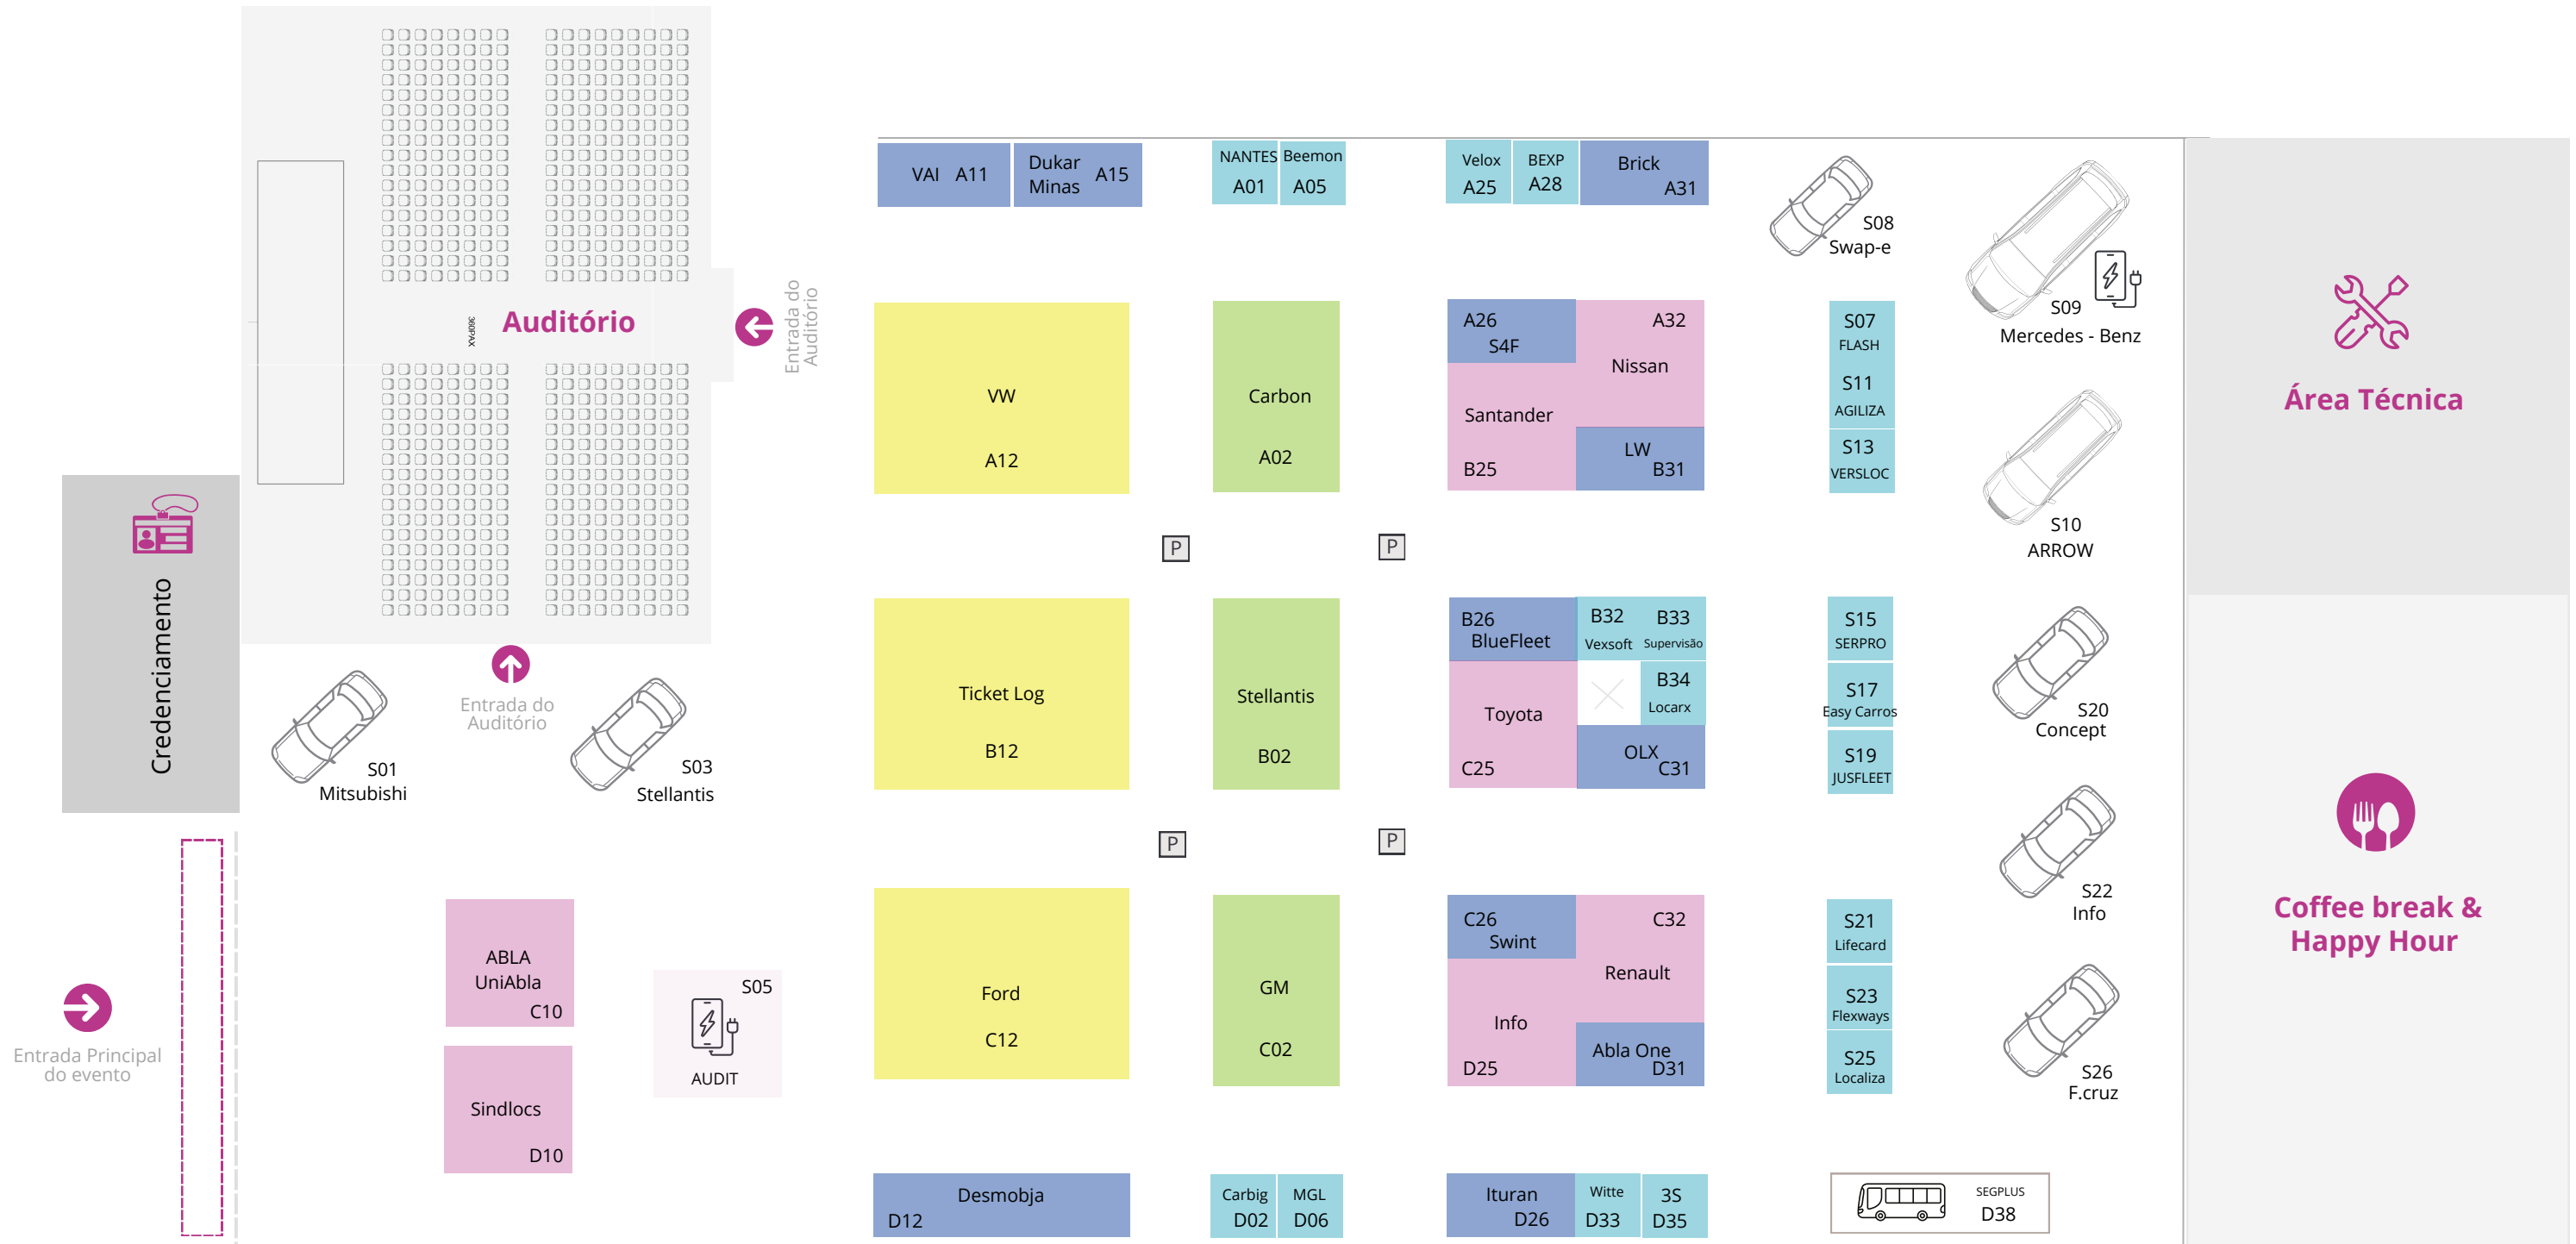 360PAX
Auditório
Entrada do
Auditório
Credenciamento
Entrada do
Auditório
S01
Mitsubishi
S03
Stellantis
Entrada Principal
do evento
ABLA
UniAbla
C10
Sindlocs
D10
S05
AUDIT
VAI A11
Dukar
Minas A15
NANTES
A01
Beemon
A05
Velox
A25
BEXP
A28
Brick
A31
S08
Swap-e
S09
Mercedes - Benz
VW
A12
Carbon
A02
A26
S4F
A32
Nissan
Santander
B25
LW
B31
S07
FLASH
S11
AGILIZA
S13
VERSLOC
S10
ARROW
P
P
Ticket Log
B12
Stellantis
B02
B26
BlueFleet
B32
Vexsoft
B33
Supervisão
B34
Locarx
Toyota
C25
OLX
C31
S15
SERPRO
S17
Easy Carros
S19
JUSFLEET
S20
Concept
P
P
S22
Info
Ford
C12
GM
C02
C26
Swint
C32
Renault
Info
D25
Abla One
D31
S21
Lifecard
S23
Flexways
S25
Localiza
S26
F.cruz
Desmobja
D12
Carbig
D02
MGL
D06
Ituran
D26
Witte
D33
3S
D35
SEGPLUS
D38
Área Técnica
Coffee break &
Happy Hour